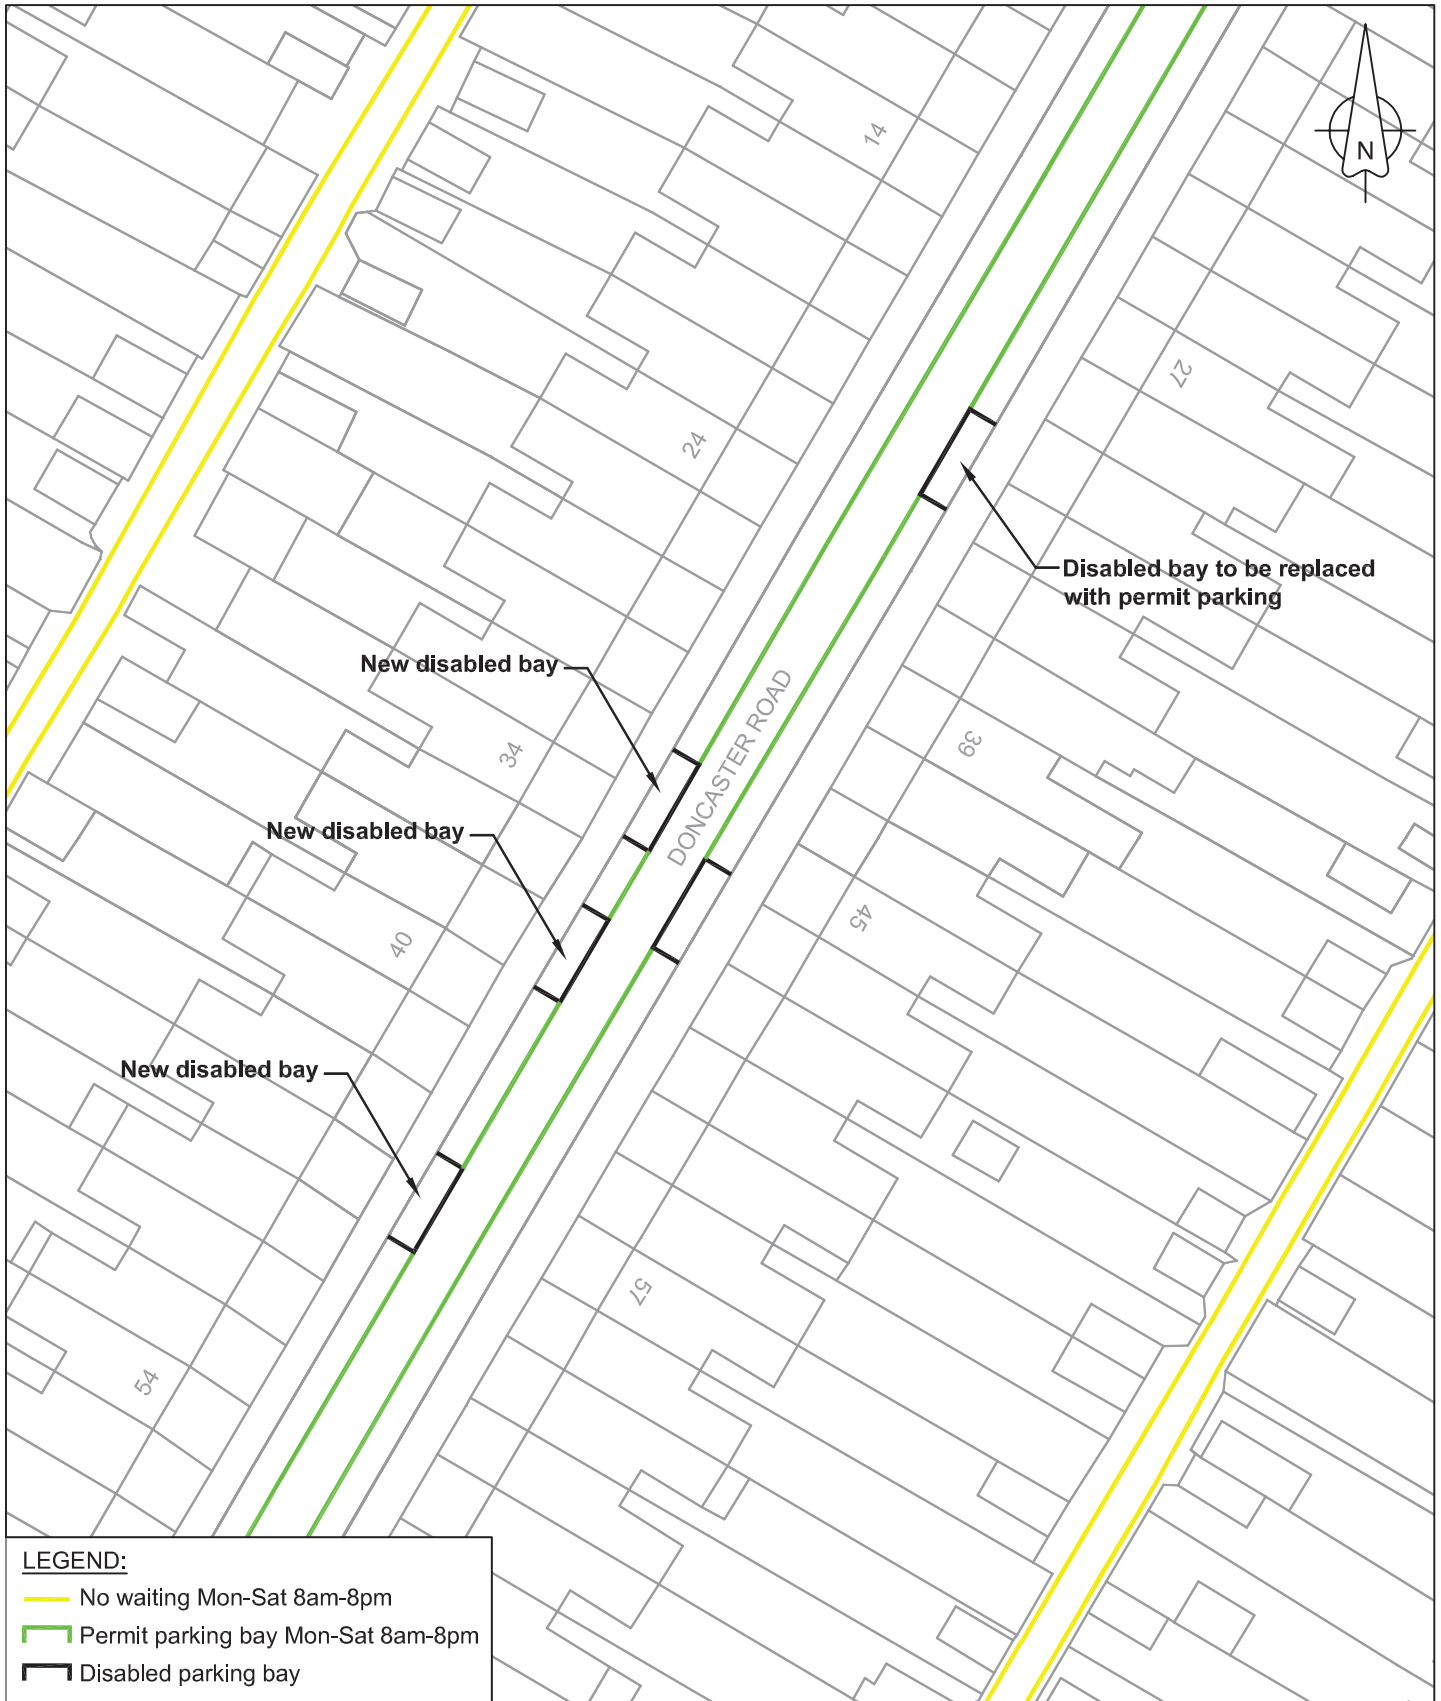 N
14
27
24
Disabled bay to be replaced
with permit parking
New disabled bay
DONCASTER ROAD
34
39
New disabled bay
45
40
New disabled bay
57
54
LEGEND:
No waiting Mon-Sat 8am-8pm
Permit parking bay Mon-Sat 8am-8pm
Disabled parking bay